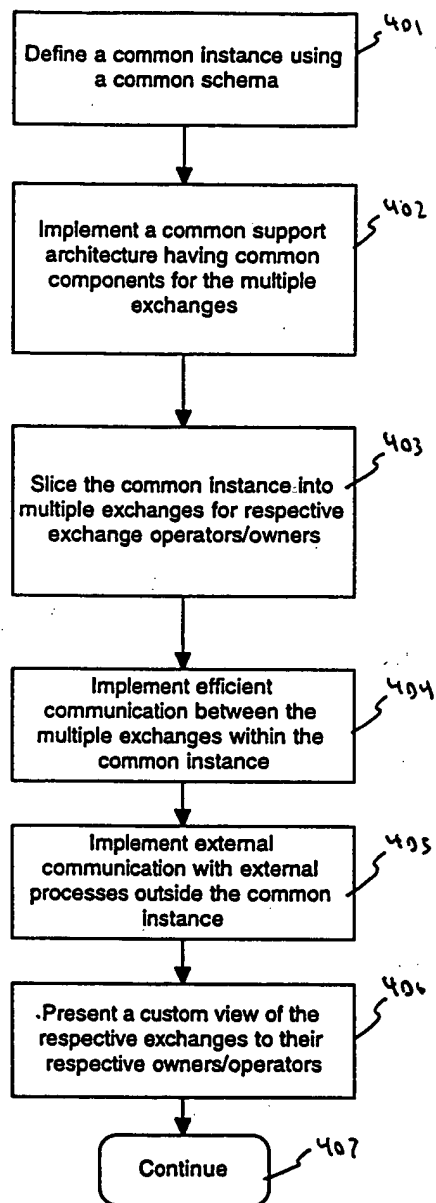 401
Define a common instance using
a common schema
402
Implement a common support
architecture having common
components for the multiple
exchanges
403
Slice the common instance into
multiple exchanges for respective
exchange operators/owners
404
Implement efficient
communication between the
multiple exchanges within the
common instance
405
Implement external
communication with external
processes outside the common
instance
406
Present a custom view of the
respective exchanges to their
respective owners/operators
407
Continue